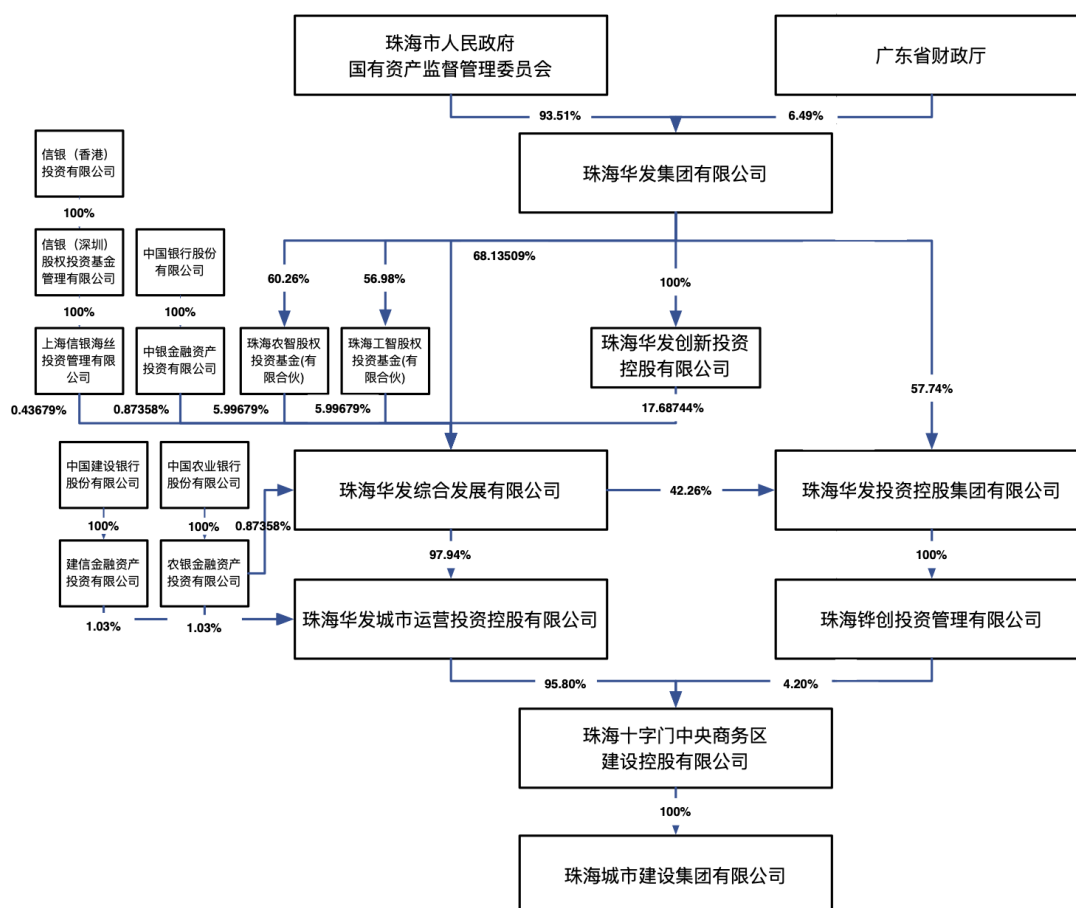 珠海市人民政府
国有资产监督管理委员会
广东省财政厅
93.51%
6.49%
信银（香港）
投资有限公司
珠海华发集团有限公司
100%
信银（深圳）
股权投资基金
管理有限公司
中国银行股份
有限公司
68.13509%
60.26%
56.98%
100%
100%
100%
上海信银海丝
投资管理有限
公司
中银金融资产
投资有限公司
珠海农智股权
投资基金(有
限合伙)
珠海工智股权
投资基金(有
限合伙)
珠海华发创新投资
控股有限公司
57.74%
0.43679%
0.87358%
5.99679%
5.99679%
17.68744%
中国建设银行
股份有限公司
中国农业银行
股份有限公司
珠海华发综合发展有限公司
42.26%
珠海华发投资控股集团有限公司
100%
100%
0.87358%
97.94%
100%
建信金融资产
投资有限公司
农银金融资产
投资有限公司
珠海华发城市运营投资控股有限公司
珠海铧创投资管理有限公司
1.03%
1.03%
95.80%
4.20%
珠海十字门中央商务区
建设控股有限公司
100%
珠海城市建设集团有限公司